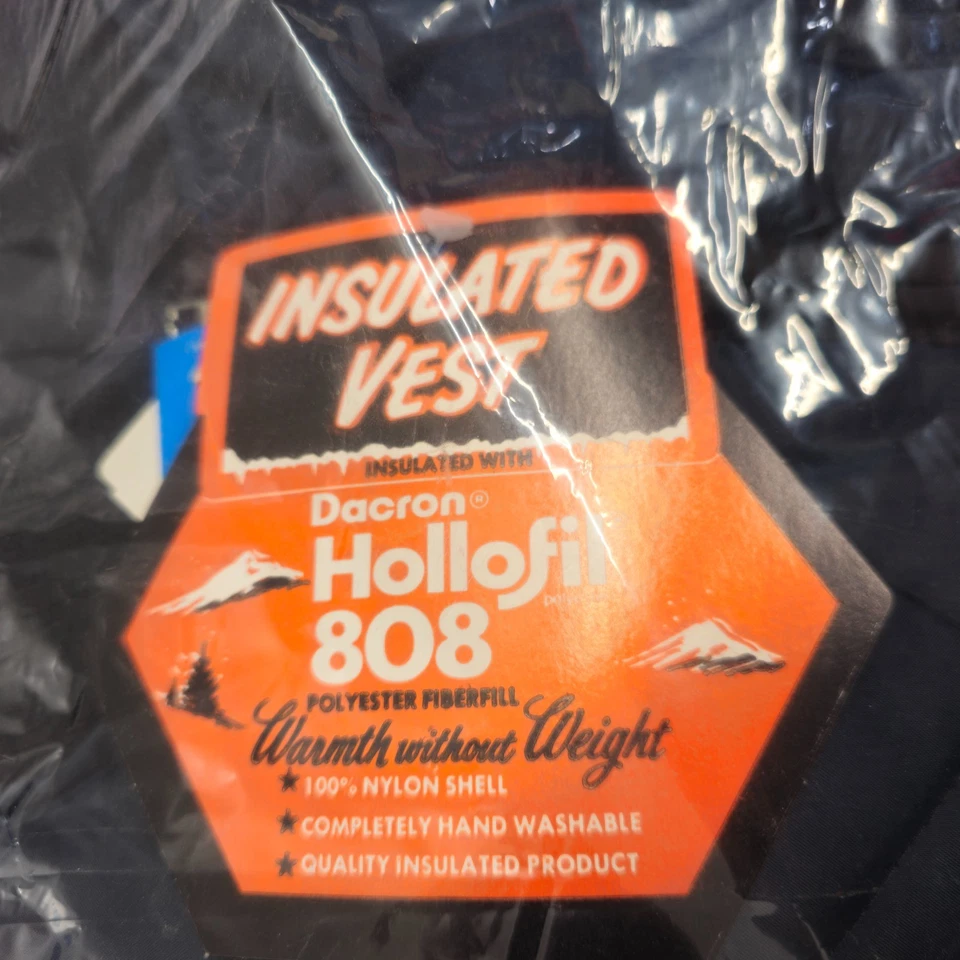 INSULATED
VEST
INSULATED WITH
Dacron®
Hollofil
808
POLYESTER FIBERFILL
Warmth without Weight
★ 100% NYLON SHELL
★ COMPLETELY HAND WASHABLE
★ QUALITY INSULATED PRODUCT